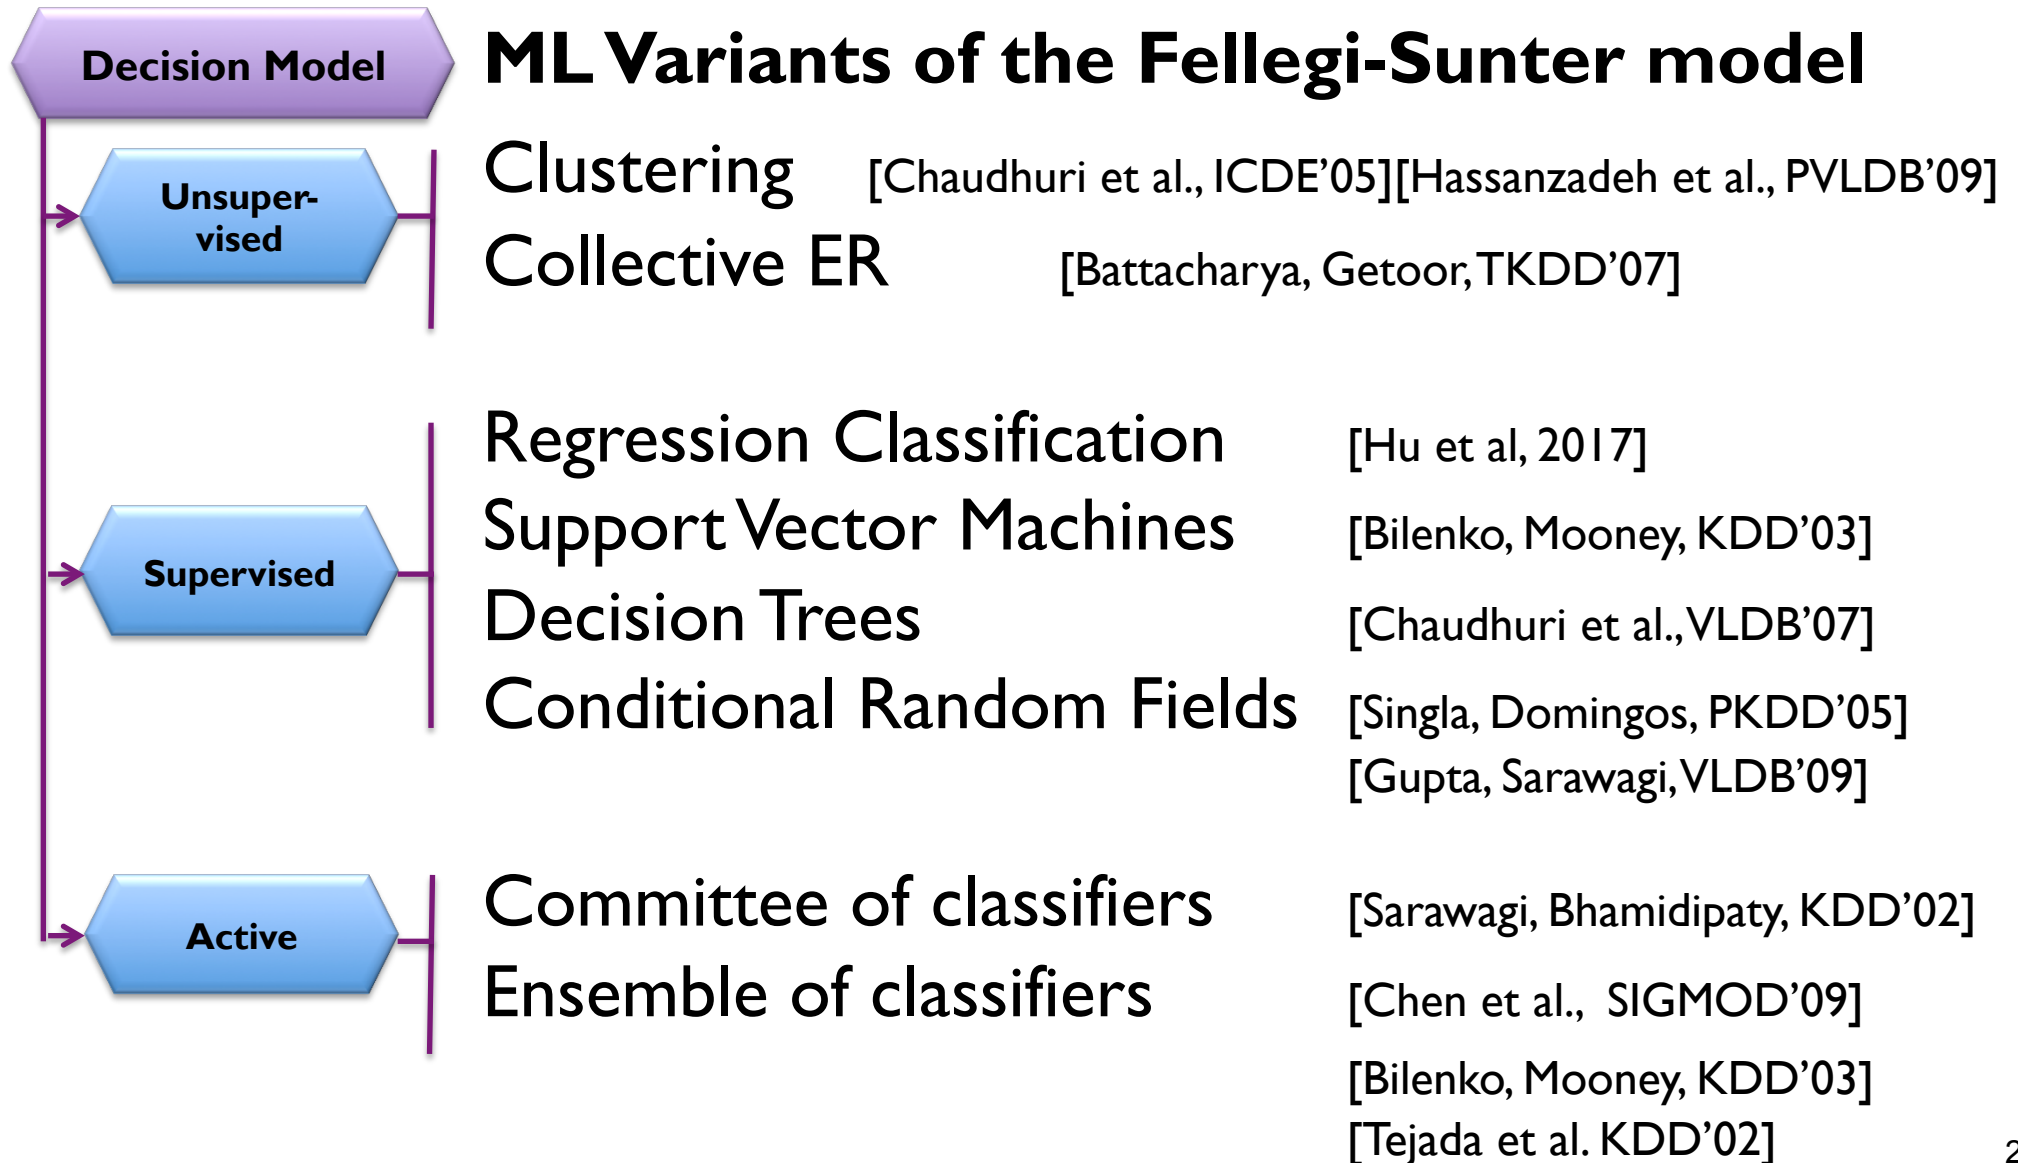 Decision Model
ML Variants of the Fellegi-Sunter model
Unsuper-
vised
Clustering [Chaudhuri et al., ICDE’05][Hassanzadeh et al., PVLDB’09]
Collective ER [Battacharya, Getoor, TKDD’07]
Supervised
Regression Classification [Hu et al, 2017]
Support Vector Machines [Bilenko, Mooney, KDD’03]
Decision Trees [Chaudhuri et al., VLDB’07]
Conditional Random Fields [Singla, Domingos, PKDD’05]
[Gupta, Sarawagi, VLDB’09]
Active
Committee of classifiers [Sarawagi, Bhamidipaty, KDD’02]
Ensemble of classifiers [Chen et al., SIGMOD’09]
[Bilenko, Mooney, KDD’03]
[Tejada et al. KDD’02]